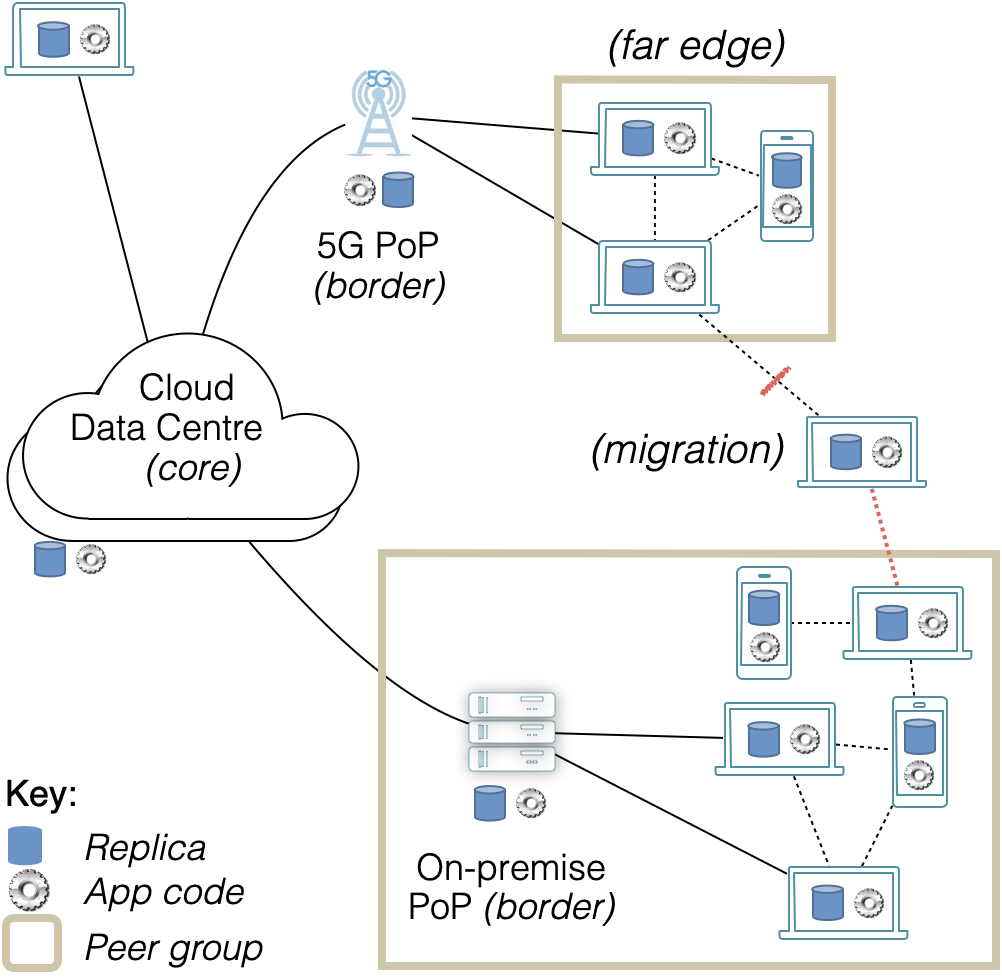 (far edge)
5G
5G PoP
(border)
Cloud
Data Centre
(core)
(migration)
On-premise
PoP (border)
Key:
Replica
App code
Peer group